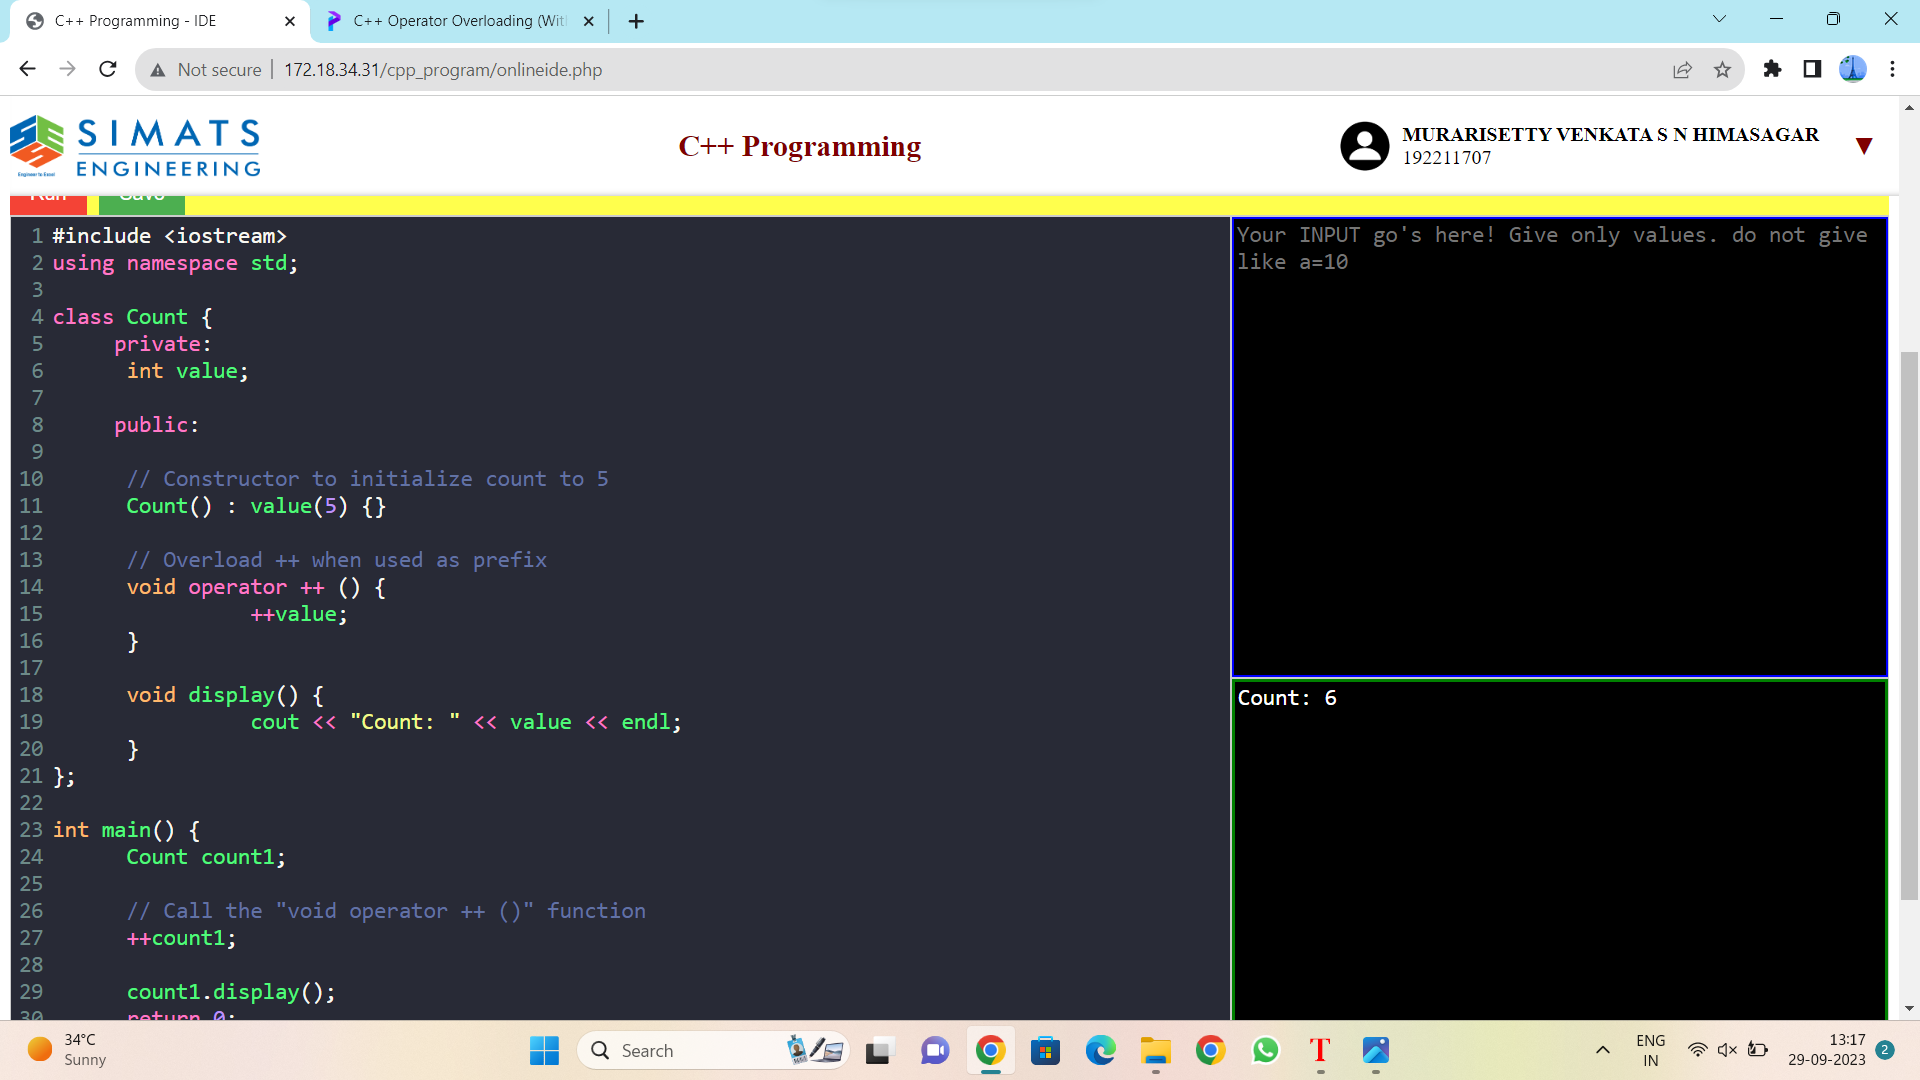 C++ Programming - IDE
C++ Operator Overloading (Wit
Not secure
172.18.34.31/cpp_program/onlineide.php
SIMATS
ENGINEERING
Engineer to Excel
C++ Programming
MURARISETTY VENKATA S N HIMASAGAR
192211707
Run Save
1 #include <iostream>
2 using namespace std;
3
4 class Count {
5 private:
6 int value;
7
8 public:
9
10 // Constructor to initialize count to 5
11 Count() : value(5) {}
12
13 // Overload ++ when used as prefix
14 void operator ++ () {
15 ++value;
16 }
17
18 void display() {
19 cout << "Count: " << value << endl;
20 }
21 };
22
23 int main() {
24 Count count1;
25
26 // Call the "void operator ++ ()" function
27 ++count1;
28
29 count1.display();
30 return 0;
Your INPUT go's here! Give only values. do not give
like a=10
Count: 6
34°C
Sunny
Search
T
ENG
IN
13:17
29-09-2023
2